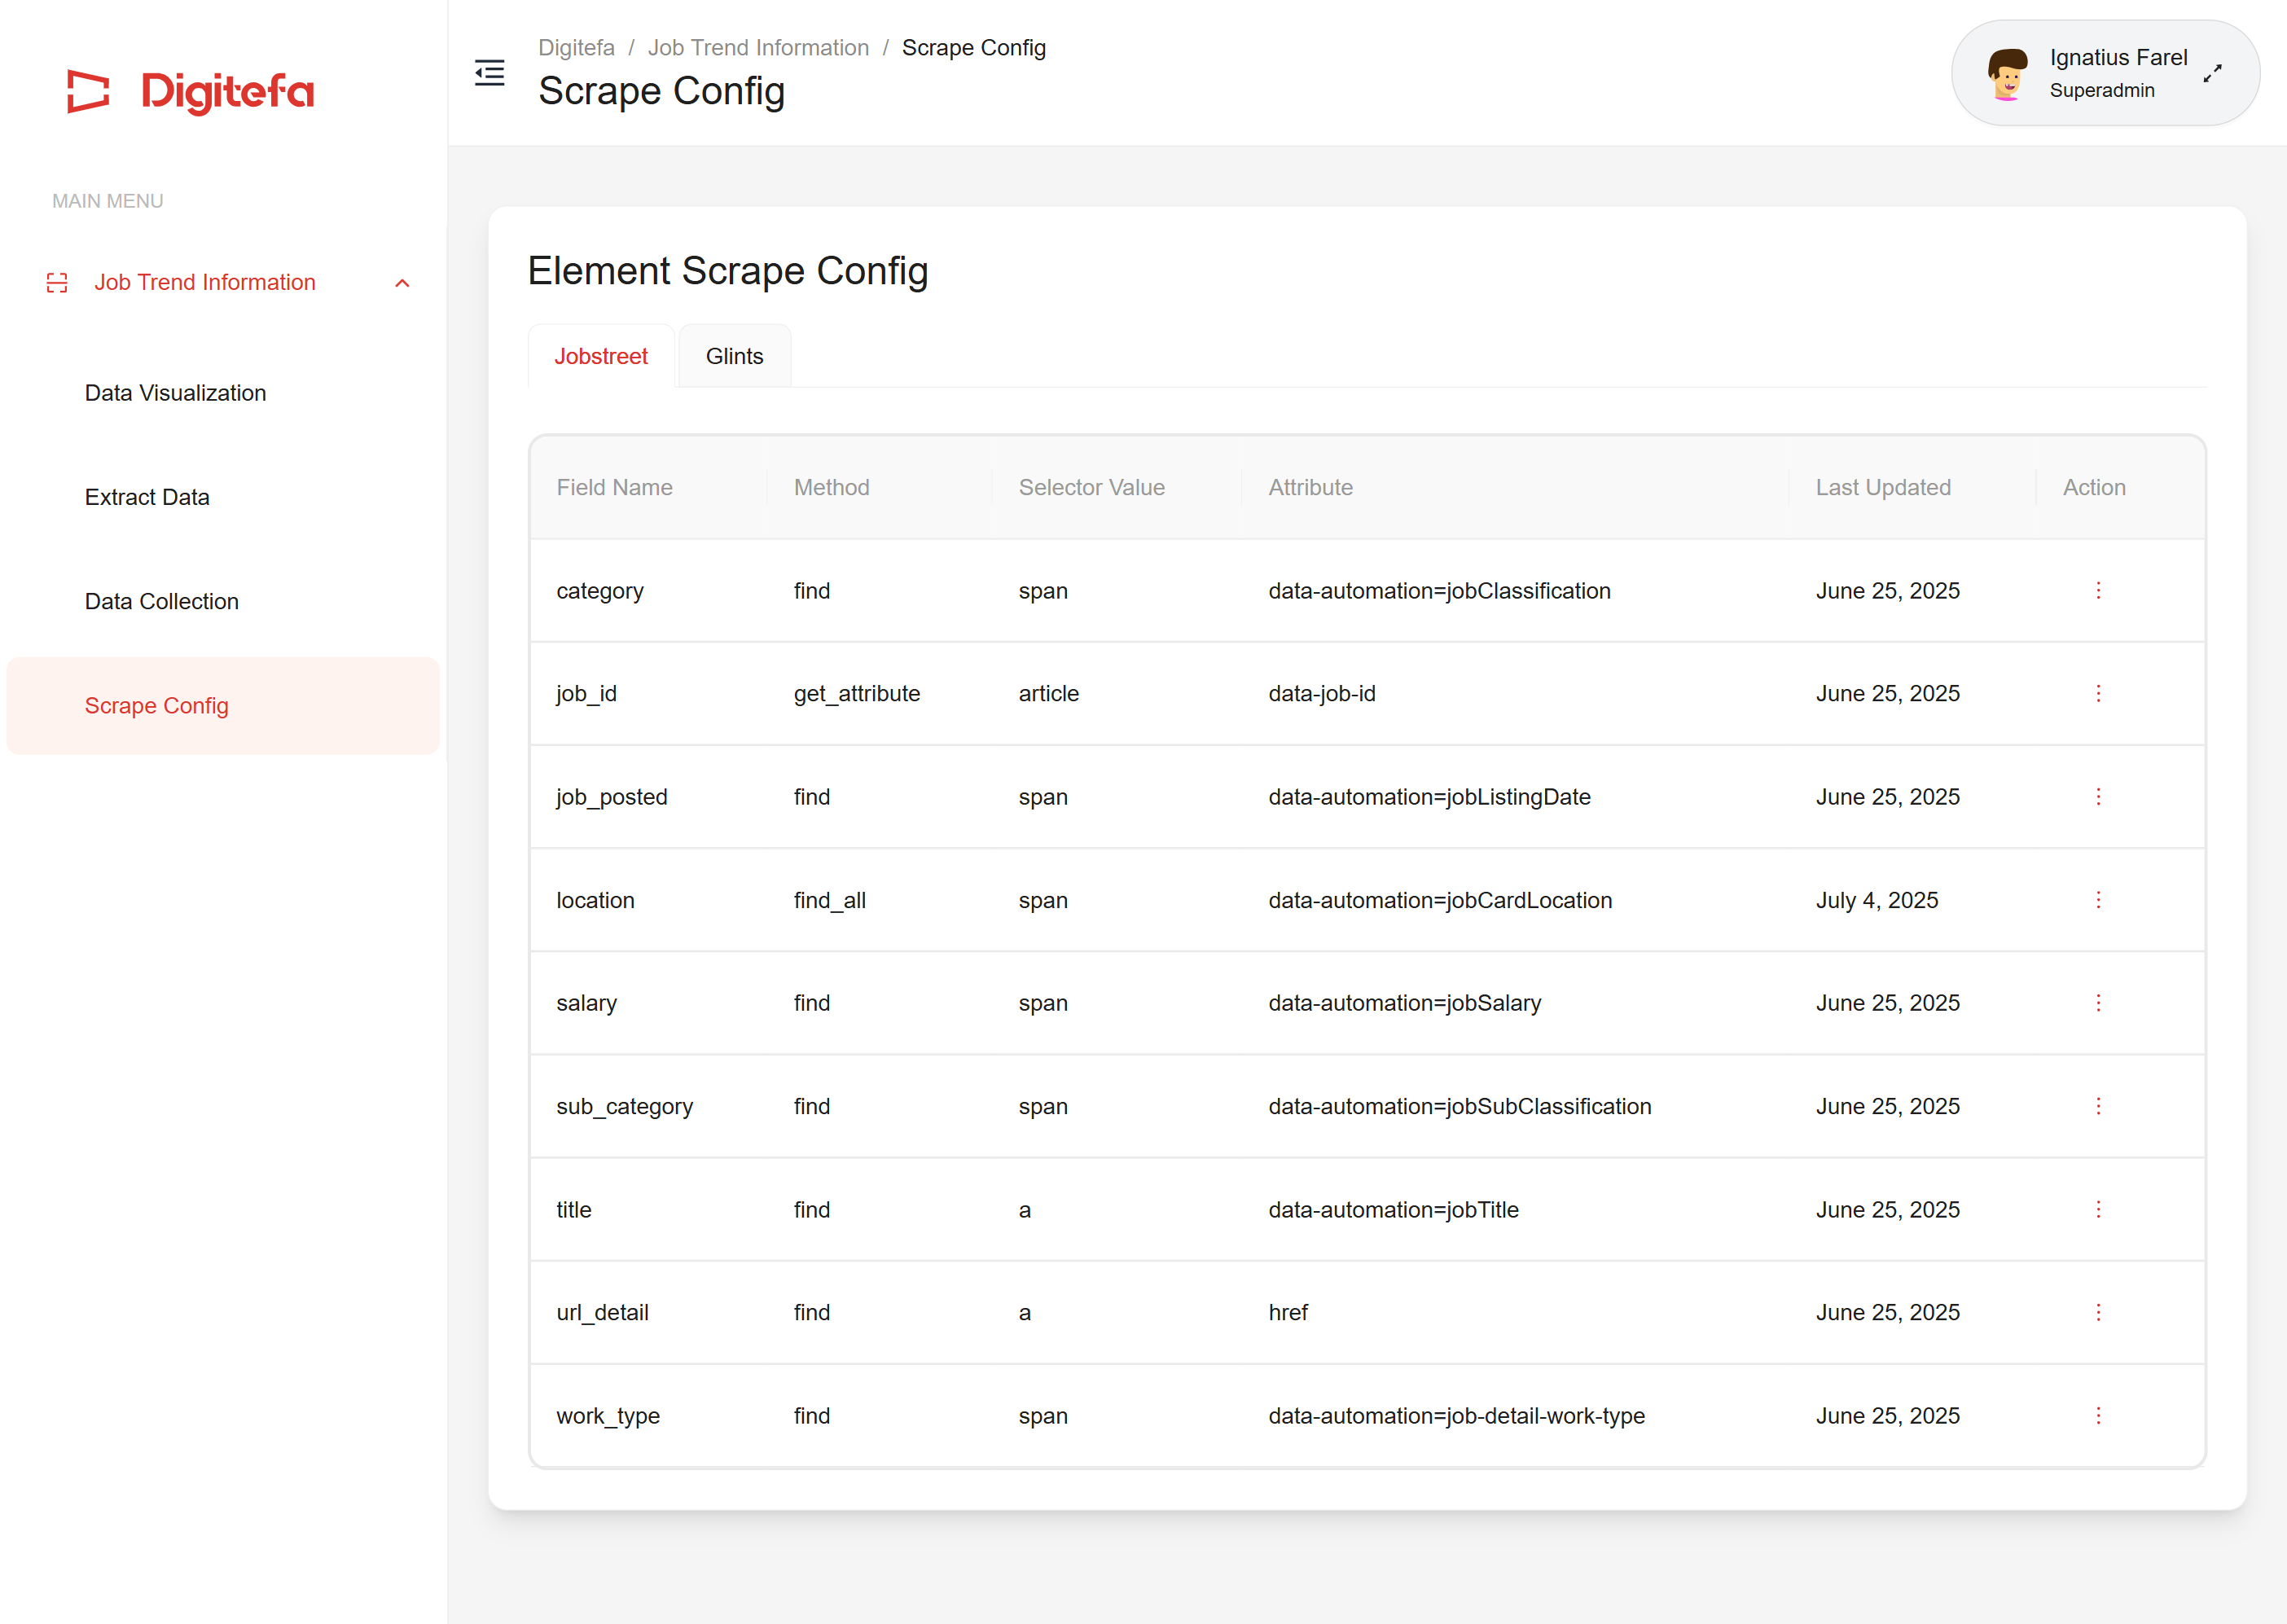 Digitefa
MAIN MENU
Job Trend Information
Data Visualization
Extract Data
Data Collection
Scrape Config
Digitefa / Job Trend Information / Scrape Config
Scrape Config
Ignatius Farel
Superadmin
Element Scrape Config
Jobstreet Glints
Field Name Method Selector Value Attribute Last Updated Action
category find span data-automation=jobClassification June 25, 2025
job_id get_attribute article data-job-id June 25, 2025
job_posted find span data-automation=jobListingDate June 25, 2025
location find_all span data-automation=jobCardLocation July 4, 2025
salary find span data-automation=jobSalary June 25, 2025
sub_category find span data-automation=jobSubClassification June 25, 2025
title find a data-automation=jobTitle June 25, 2025
url_detail find a href June 25, 2025
work_type find span data-automation=job-detail-work-type June 25, 2025